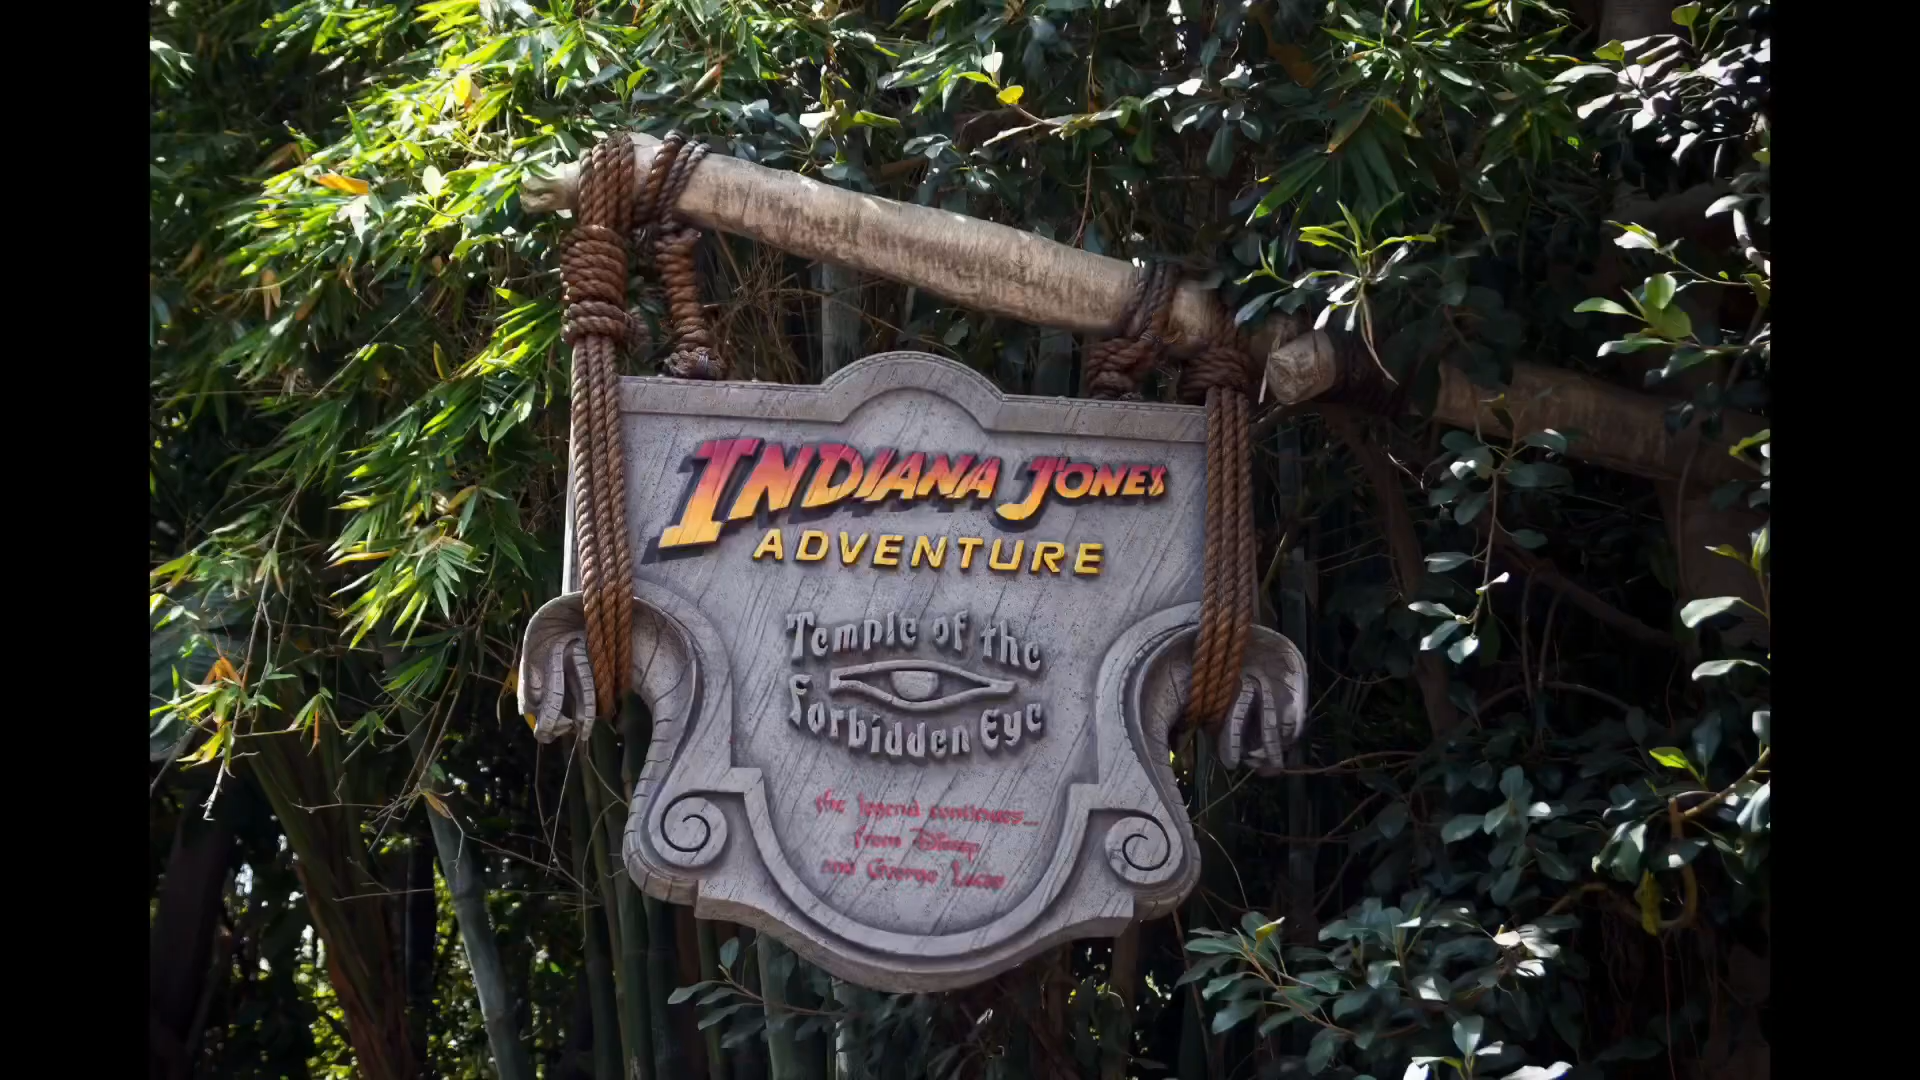 INDIANA JONES
ADVENTURE
Temple of the
Forbidden Eye
the legend continues...
from Disney
and George Lucas